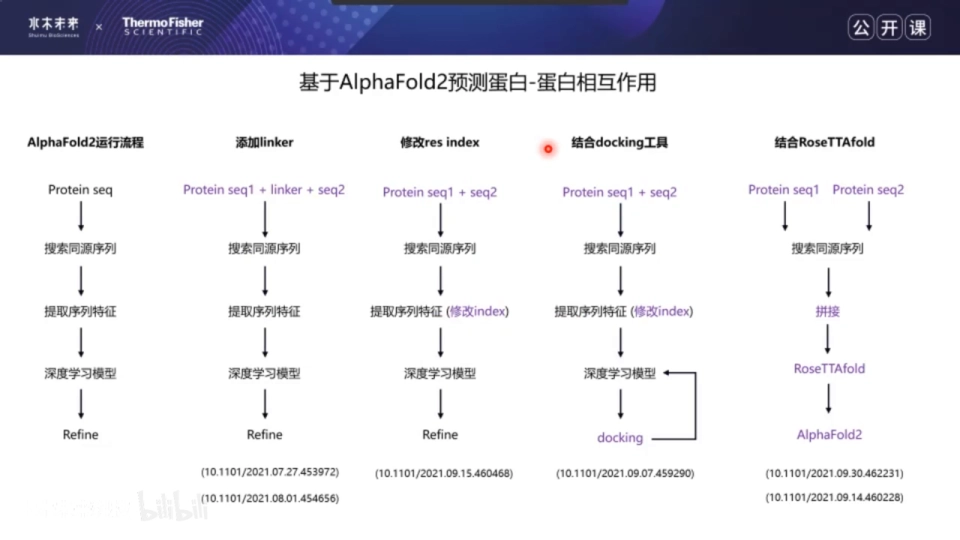 水木未来
Shuimu BioSciences
×
ThermoFisher
SCIENTIFIC
公开课
基于AlphaFold2预测蛋白-蛋白相互作用
AlphaFold2运行流程
Protein seq
搜索同源序列
提取序列特征
深度学习模型
Refine
添加linker
Protein seq1 + linker + seq2
搜索同源序列
提取序列特征
深度学习模型
Refine
(10.1101/2021.07.27.453972)
(10.1101/2021.08.01.454656)
修改res index
Protein seq1 + seq2
搜索同源序列
提取序列特征 (修改index)
深度学习模型
Refine
(10.1101/2021.09.15.460468)
结合docking工具
Protein seq1 + seq2
搜索同源序列
提取序列特征 (修改index)
深度学习模型
docking
(10.1101/2021.09.07.459290)
结合RoseTTAfold
Protein seq1 Protein seq2
搜索同源序列
拼接
RoseTTAfold
AlphaFold2
(10.1101/2021.09.30.462231)
(10.1101/2021.09.14.460228)
bilibili